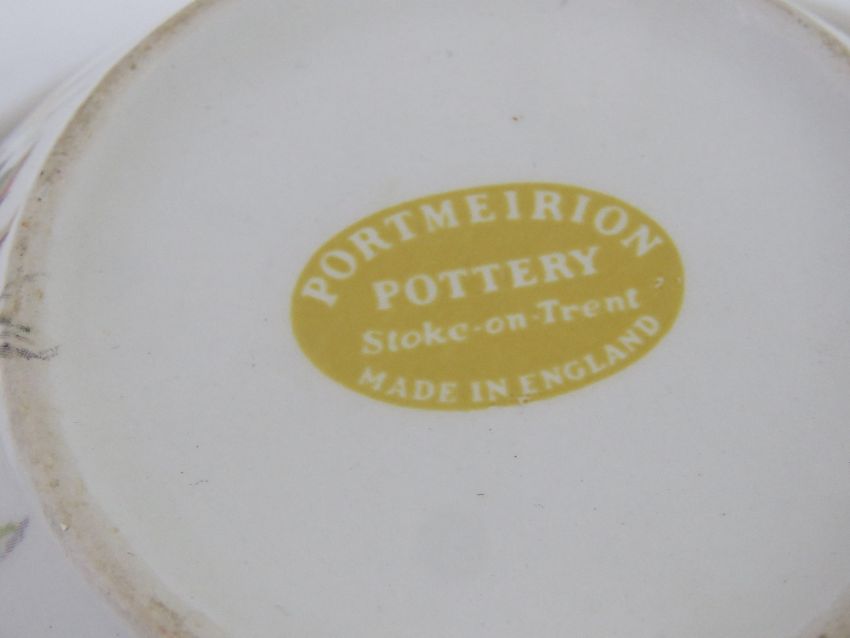 PORTMEIRION
POTTERY
Stoke-on-Trent
MADE IN ENGLAND